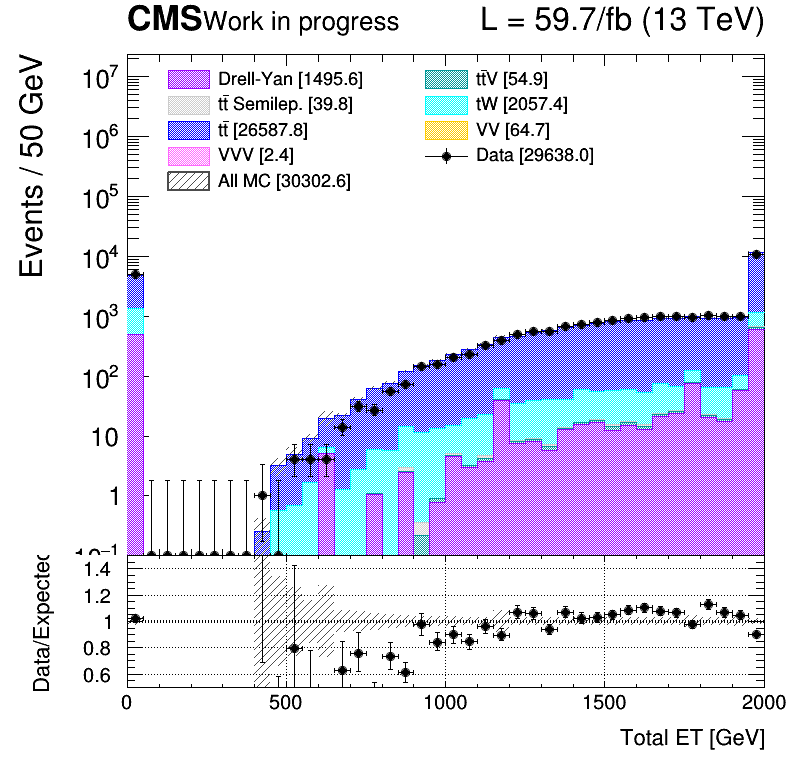 CMS Work in progress L = 59.7/fb (13 TeV)
Events / 50 GeV
10⁷
10⁶
10⁵
10⁴
10³
10²
10
1
10⁻¹
Drell-Yan [1495.6]
tt̄ Semilep. [39.8]
tt̄ [26587.8]
VVV [2.4]
All MC [30302.6]
tt̄V [54.9]
tW [2057.4]
VV [64.7]
Data [29638.0]
Data/Expected
1.4
1.2
1
0.8
0.6
0 500 1000 1500 2000
Total ET [GeV]